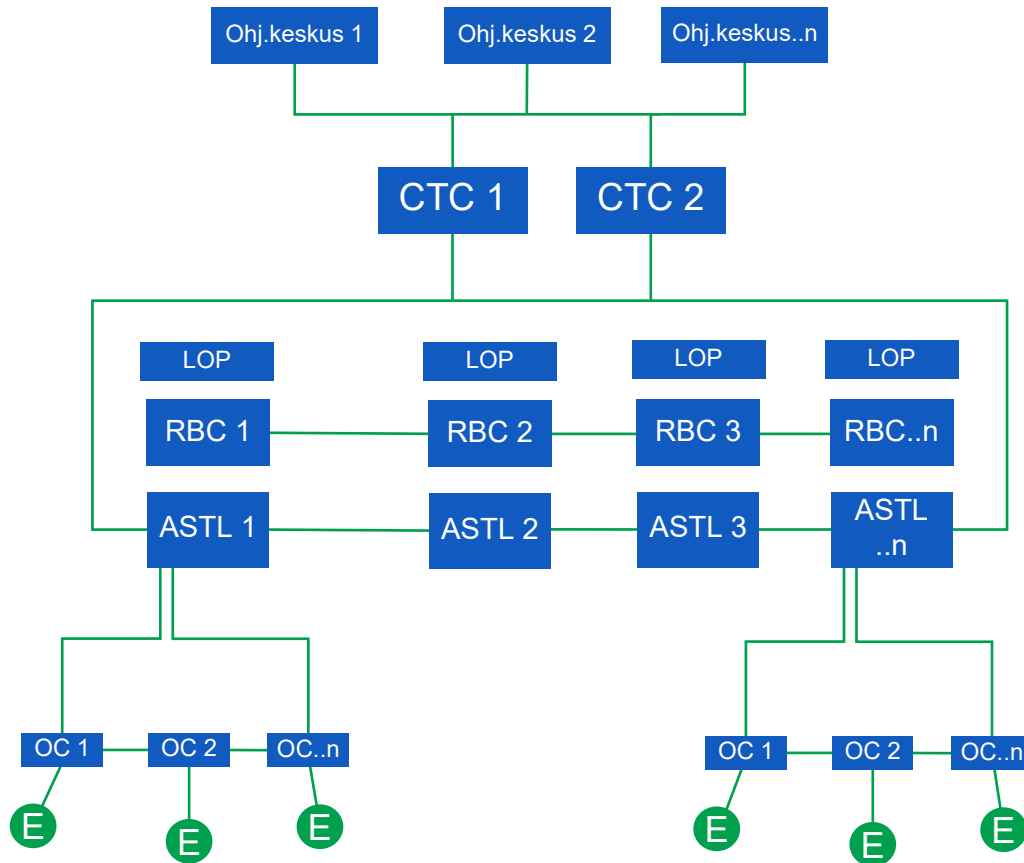 Ohj.keskus 1
Ohj.keskus 2
Ohj.keskus..n
CTC 1
CTC 2
LOP
LOP
LOP
LOP
RBC 1
RBC 2
RBC 3
RBC..n
ASTL 1
ASTL 2
ASTL 3
ASTL
..n
OC 1
OC 2
OC..n
OC 1
OC 2
OC..n
E
E
E
E
E
E